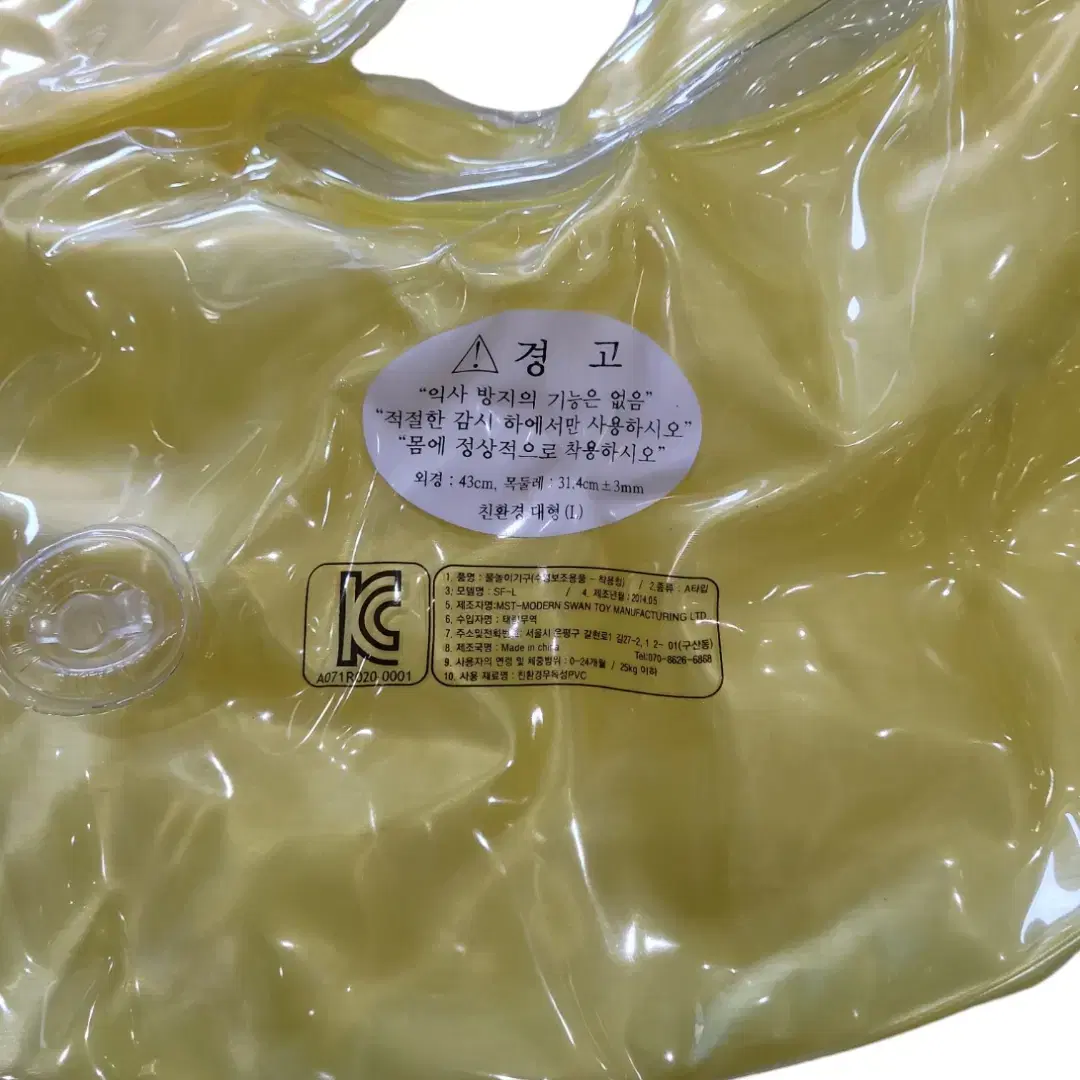 경 고
“익사 방지의 기능은 없음”
“적절한 감시 하에서만 사용하시오”
“몸에 정상적으로 착용하시오”
외경 : 43cm, 목둘레 : 31.4cm±3mm
친환경 대형 (L)
KC
A071R020-0001
1. 품명 : 물놀이기구(수영보조용품 - 착용형) / 2.종류 : A타입
3. 모델명 : SF-L / 4. 제조년월 : 2014.05
5. 제조자명:MST-MODERN SWAN TOY MANUFACTURING LTD
6. 수입자명 : 태림무역
7. 주소및전화번호: 서울시 은평구 갈현로1길27-2,12-01(구산동)
Tel:070-8626-6868
8. 제조국명 : Made in china
9. 사용자의 연령 및 체중범위 : 0-24개월 / 25kg 이하
10. 사용 재료명 : 친환경무독성PVC